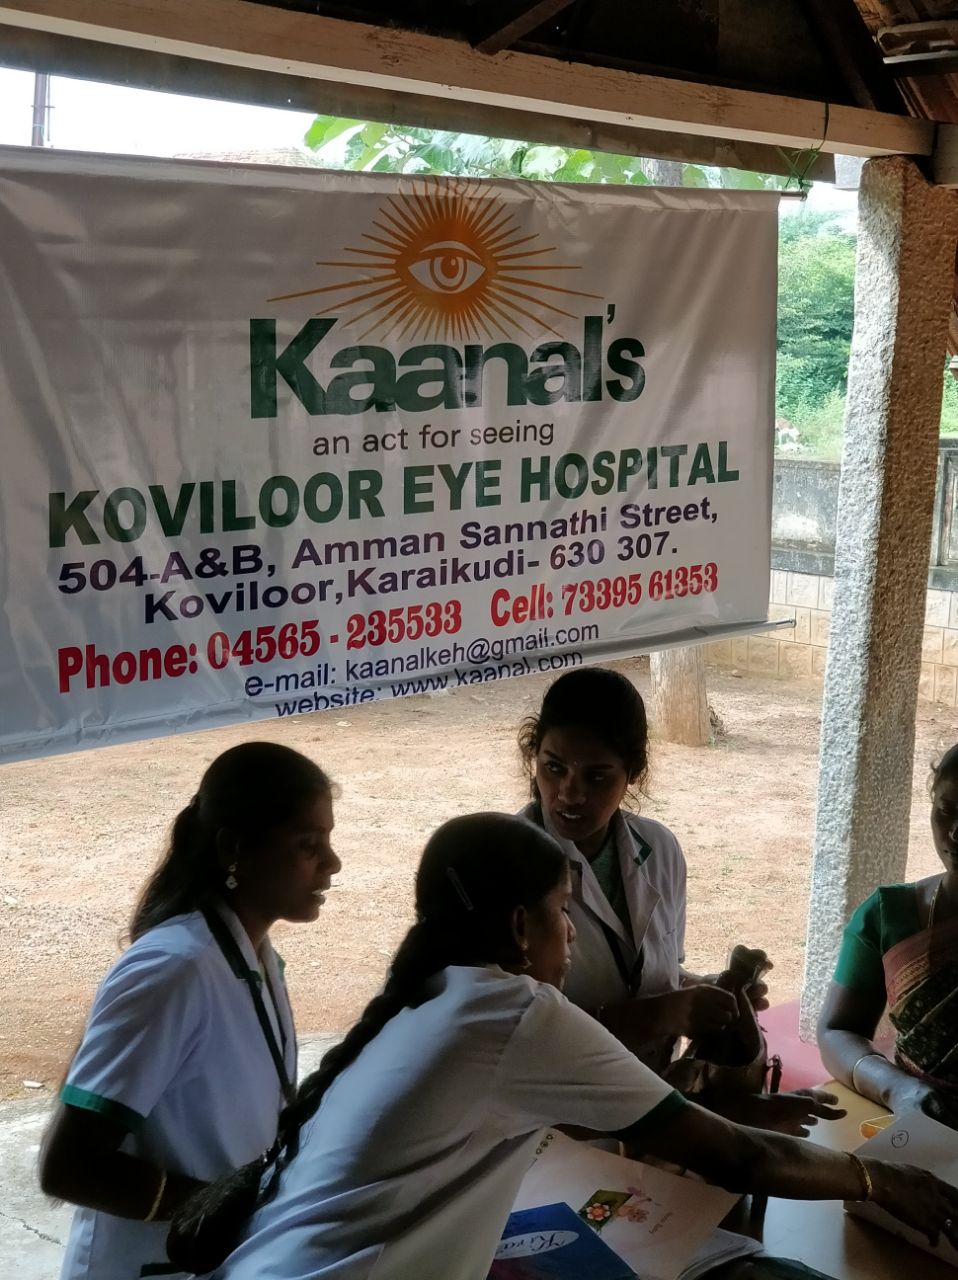 Kaanal's
an act for seeing
KOVILOOR EYE HOSPITAL
504-A&B, Amman Sannathi Street,
Koviloor,Karaikudi- 630 307.
Phone: 04565 - 235533 Cell: 73395 61353
e-mail: kaanalkeh@gmail.com
website: www.kaanal.com